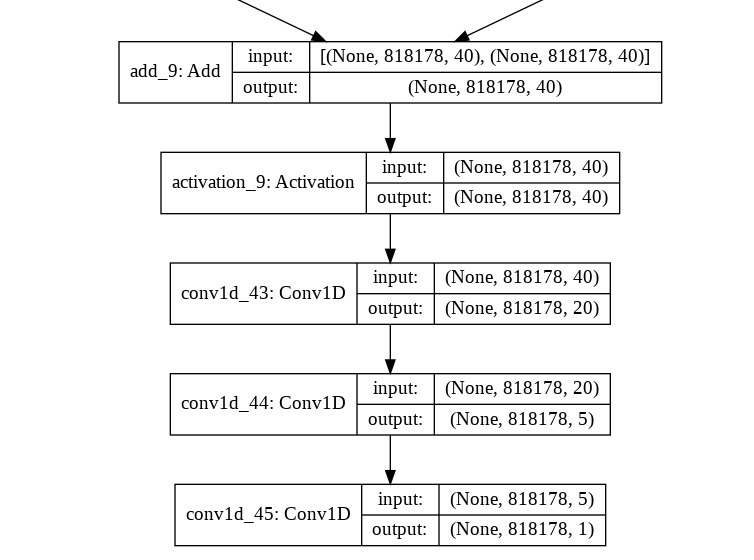 add_9: Add
input:
[(None, 818178, 40), (None, 818178, 40)]
output:
(None, 818178, 40)
activation_9: Activation
input:
(None, 818178, 40)
output:
(None, 818178, 40)
conv1d_43: Conv1D
input:
(None, 818178, 40)
output:
(None, 818178, 20)
conv1d_44: Conv1D
input:
(None, 818178, 20)
output:
(None, 818178, 5)
conv1d_45: Conv1D
input:
(None, 818178, 5)
output:
(None, 818178, 1)